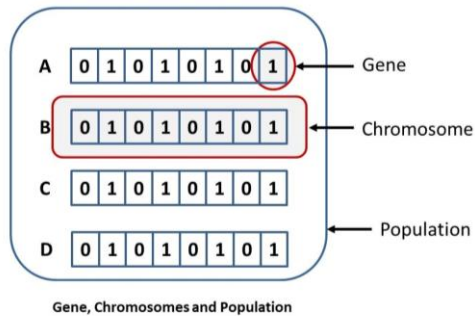 A 0 1 0 1 0 1 0 1 Gene
B 0 1 0 1 0 1 0 1 Chromosome
C 0 1 0 1 0 1 0 1
Population
D 0 1 0 1 0 1 0 1
Gene, Chromosomes and Population